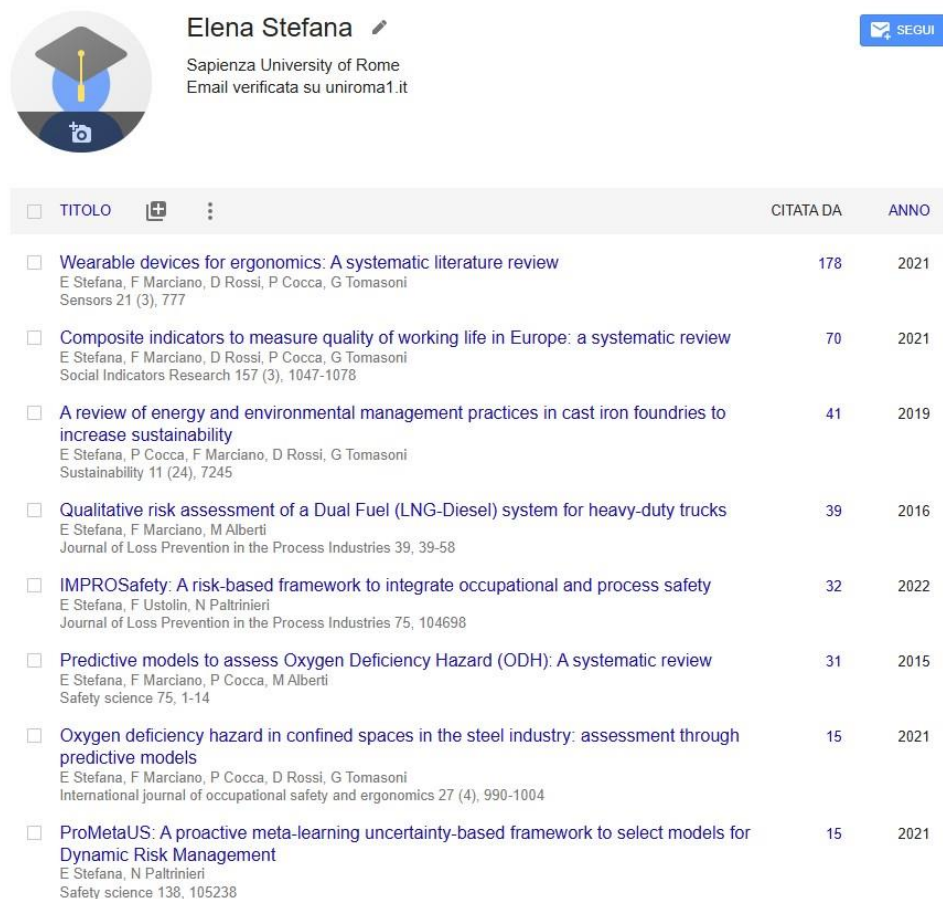 Elena Stefana
Sapienza University of Rome
Email verificata su uniroma1.it
SEGUI
TITOLO CITATA DA ANNO
Wearable devices for ergonomics: A systematic literature review 178 2021
E Stefana, F Marciano, D Rossi, P Cocca, G Tomasoni
Sensors 21 (3), 777
Composite indicators to measure quality of working life in Europe: a systematic review 70 2021
E Stefana, F Marciano, D Rossi, P Cocca, G Tomasoni
Social Indicators Research 157 (3), 1047-1078
A review of energy and environmental management practices in cast iron foundries to 41 2019
increase sustainability
E Stefana, P Cocca, F Marciano, D Rossi, G Tomasoni
Sustainability 11 (24), 7245
Qualitative risk assessment of a Dual Fuel (LNG-Diesel) system for heavy-duty trucks 39 2016
E Stefana, F Marciano, M Alberti
Journal of Loss Prevention in the Process Industries 39, 39-58
IMPROSafety: A risk-based framework to integrate occupational and process safety 32 2022
E Stefana, F Ustolin, N Paltrinieri
Journal of Loss Prevention in the Process Industries 75, 104698
Predictive models to assess Oxygen Deficiency Hazard (ODH): A systematic review 31 2015
E Stefana, F Marciano, P Cocca, M Alberti
Safety science 75, 1-14
Oxygen deficiency hazard in confined spaces in the steel industry: assessment through 15 2021
predictive models
E Stefana, F Marciano, P Cocca, D Rossi, G Tomasoni
International journal of occupational safety and ergonomics 27 (4), 990-1004
ProMetaUS: A proactive meta-learning uncertainty-based framework to select models for 15 2021
Dynamic Risk Management
E Stefana, N Paltrinieri
Safety science 138, 105238